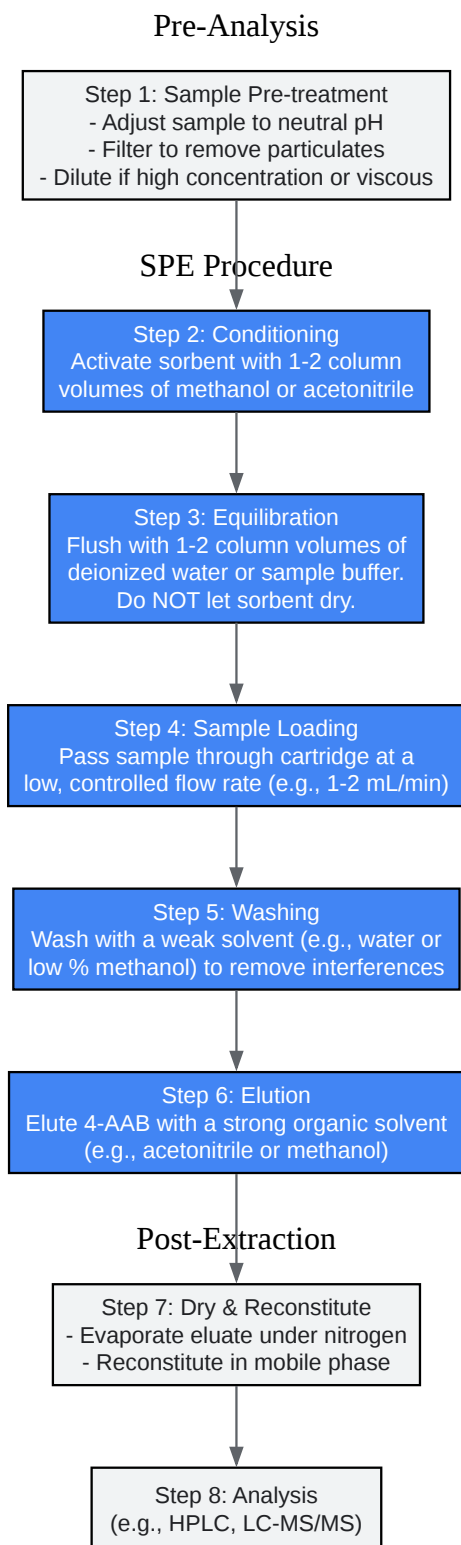 Pre-Analysis
Step 1: Sample Pre-treatment
- Adjust sample to neutral pH
- Filter to remove particulates
- Dilute if high concentration or viscous
SPE Procedure
Step 2: Conditioning
Activate sorbent with 1-2 column
volumes of methanol or acetonitrile
Step 3: Equilibration
Flush with 1-2 column volumes of
deionized water or sample buffer.
Do NOT let sorbent dry.
Step 4: Sample Loading
Pass sample through cartridge at a
low, controlled flow rate (e.g., 1-2 mL/min)
Step 5: Washing
Wash with a weak solvent (e.g., water or
low % methanol) to remove interferences
Step 6: Elution
Elute 4-AAB with a strong organic solvent
(e.g., acetonitrile or methanol)
Post-Extraction
Step 7: Dry & Reconstitute
- Evaporate eluate under nitrogen
- Reconstitute in mobile phase
Step 8: Analysis
(e.g., HPLC, LC-MS/MS)